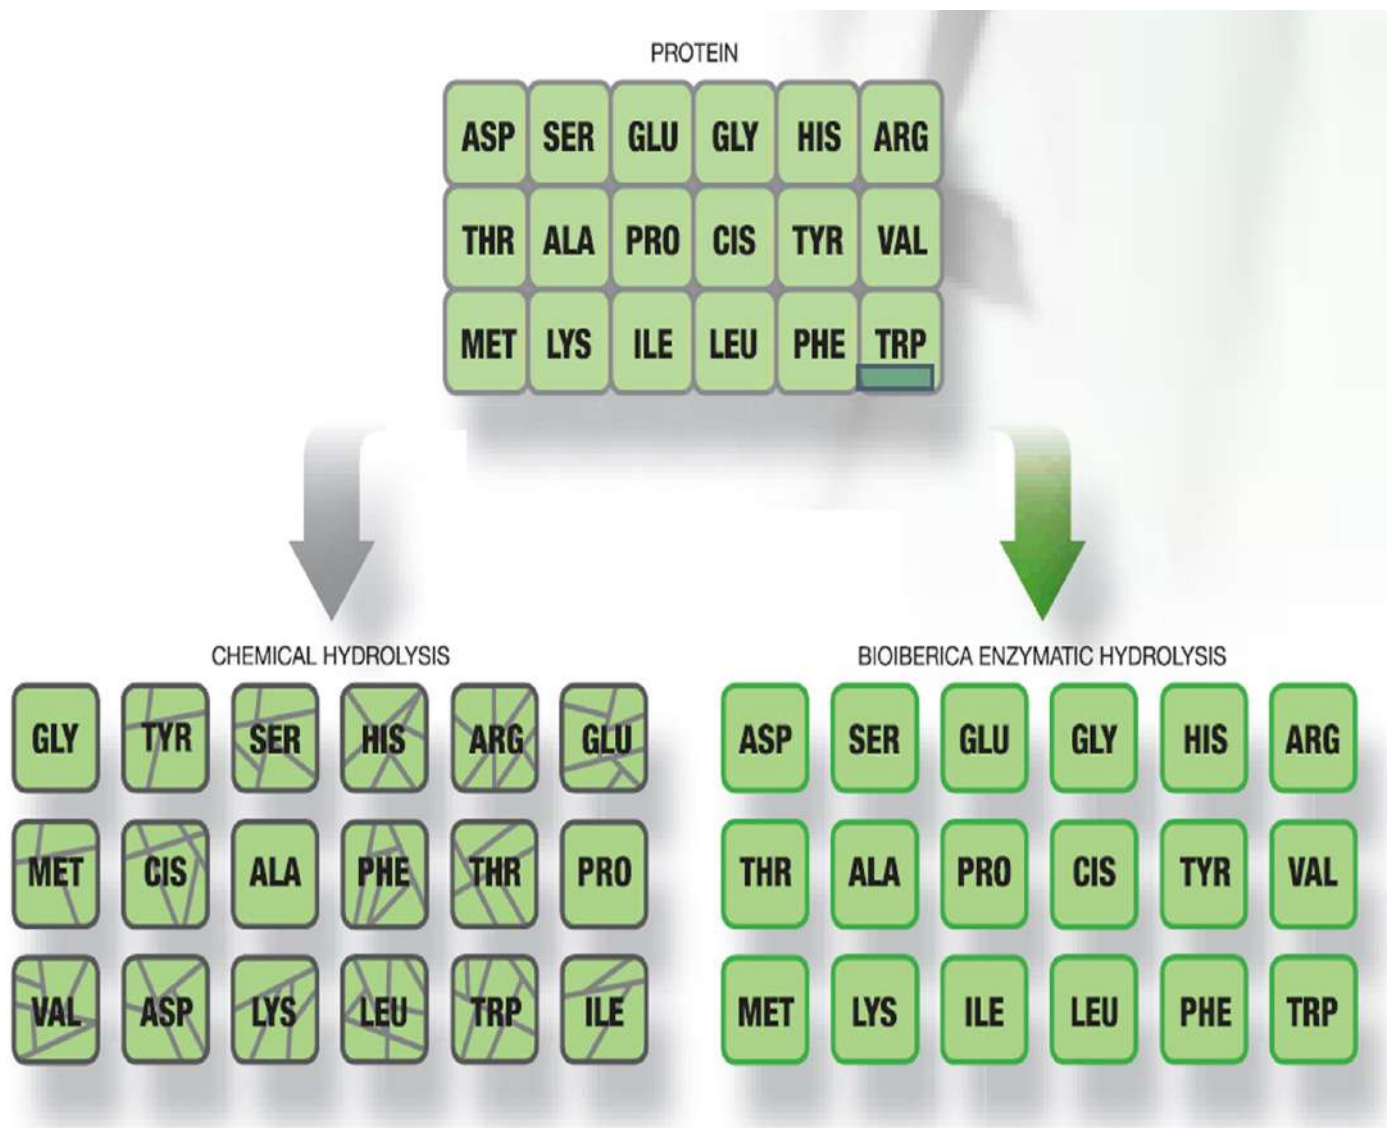 PROTEIN
ASP SER GLU GLY HIS ARG
THR ALA PRO CIS TYR VAL
MET LYS ILE LEU PHE TRP
CHEMICAL HYDROLYSIS
GLY TYR SER HIS ARG GLU
MET CIS ALA PHE THR PRO
VAL ASP LYS LEU TRP ILE
BIOIBERICA ENZYMATIC HYDROLYSIS
ASP SER GLU GLY HIS ARG
THR ALA PRO CIS TYR VAL
MET LYS ILE LEU PHE TRP